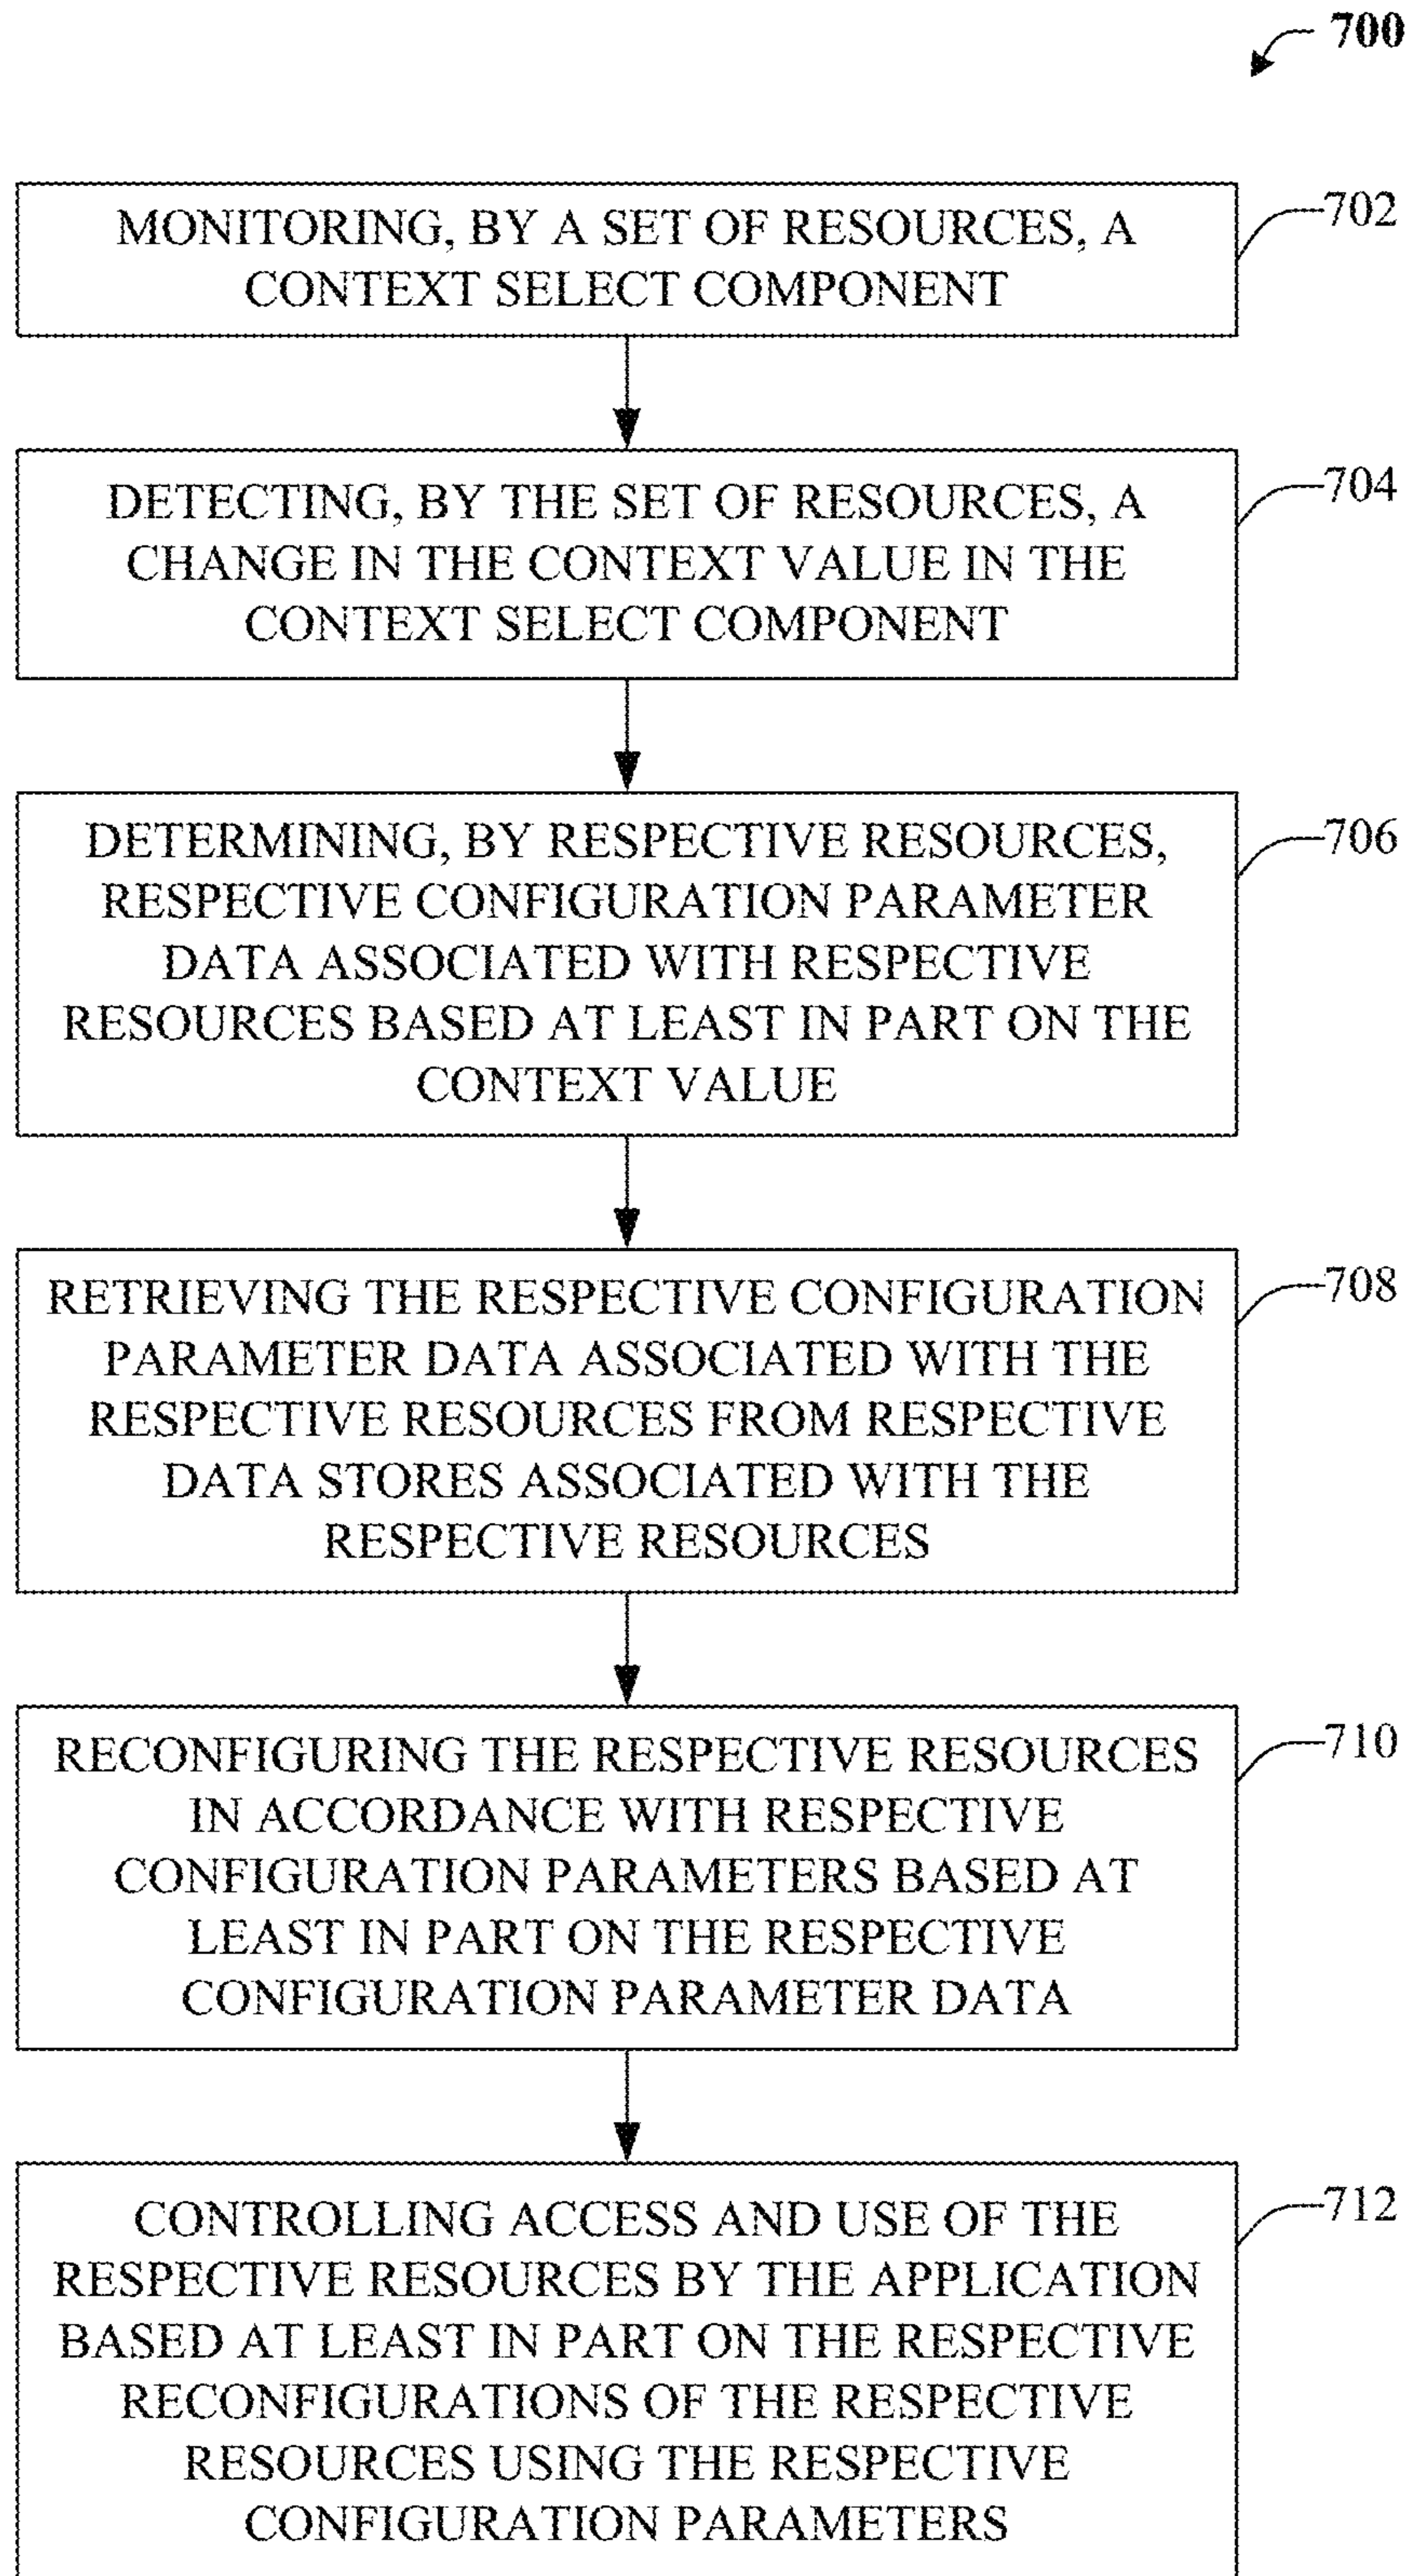 700
MONITORING, BY A SET OF RESOURCES, A
CONTEXT SELECT COMPONENT
702
DETECTING, BY THE SET OF RESOURCES, A
CHANGE IN THE CONTEXT VALUE IN THE
CONTEXT SELECT COMPONENT
704
DETERMINING, BY RESPECTIVE RESOURCES,
RESPECTIVE CONFIGURATION PARAMETER
DATA ASSOCIATED WITH RESPECTIVE
RESOURCES BASED AT LEAST IN PART ON THE
CONTEXT VALUE
706
RETRIEVING THE RESPECTIVE CONFIGURATION
PARAMETER DATA ASSOCIATED WITH THE
RESPECTIVE RESOURCES FROM RESPECTIVE
DATA STORES ASSOCIATED WITH THE
RESPECTIVE RESOURCES
708
RECONFIGURING THE RESPECTIVE RESOURCES
IN ACCORDANCE WITH RESPECTIVE
CONFIGURATION PARAMETERS BASED AT
LEAST IN PART ON THE RESPECTIVE
CONFIGURATION PARAMETER DATA
710
CONTROLLING ACCESS AND USE OF THE
RESPECTIVE RESOURCES BY THE APPLICATION
BASED AT LEAST IN PART ON THE RESPECTIVE
RECONFIGURATIONS OF THE RESPECTIVE
RESOURCES USING THE RESPECTIVE
CONFIGURATION PARAMETERS
712